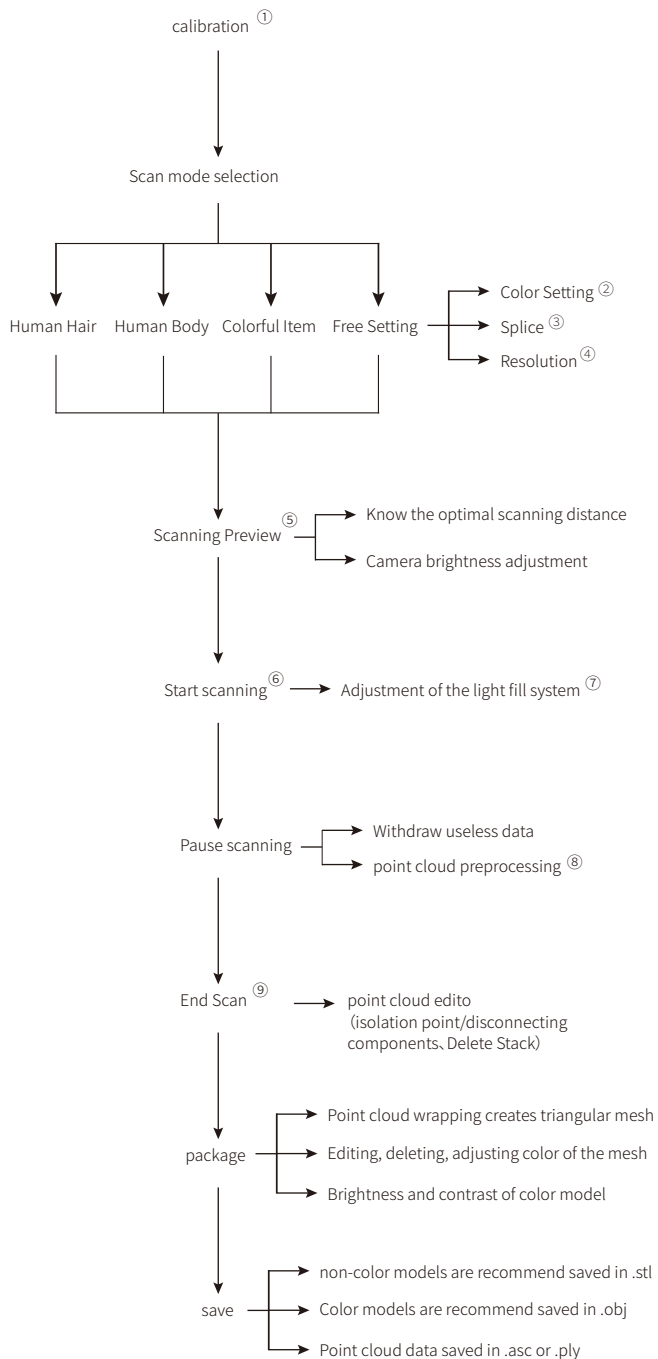 calibration ①
Scan mode selection
Human Hair Human Body Colorful Item Free Setting
Color Setting ②
Splice ③
Resolution ④
Scanning Preview ⑤
Know the optimal scanning distance
Camera brightness adjustment
Start scanning ⑥ Adjustment of the light fill system ⑦
Pause scanning
Withdraw useless data
point cloud preprocessing ⑧
End Scan ⑨
point cloud edito
（isolation point/disconnecting
components、Delete Stack）
package
Point cloud wrapping creates triangular mesh
Editing, deleting, adjusting color of the mesh
Brightness and contrast of color model
save
non-color models are recommend saved in .stl
Color models are recommend saved in .obj
Point cloud data saved in .asc or .ply